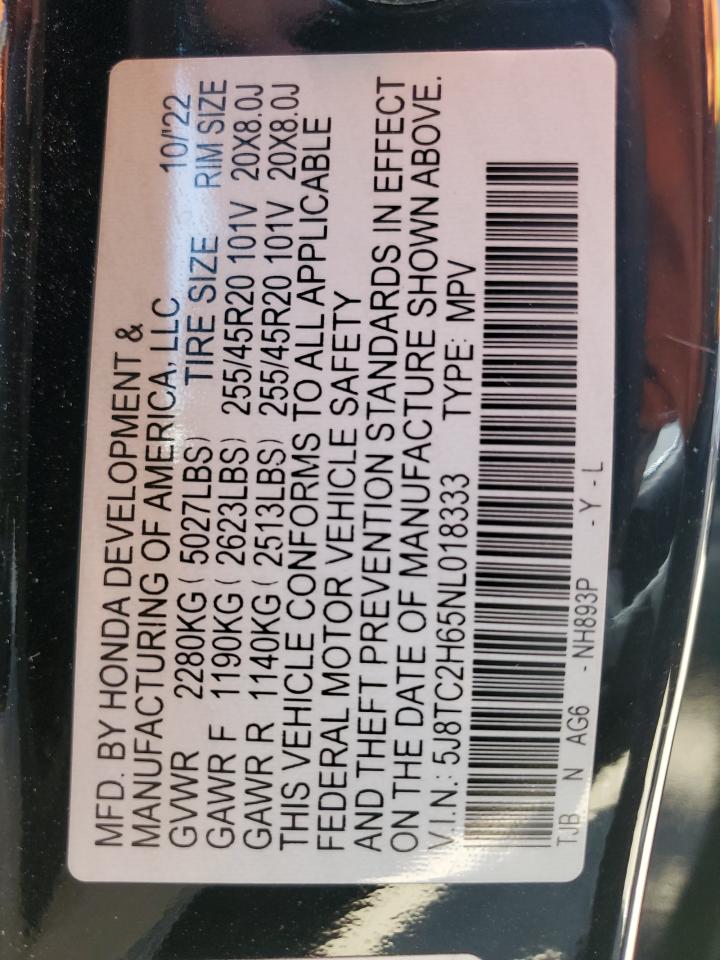 MFD. BY HONDA DEVELOPMENT &
MANUFACTURING OF AMERICA, LLC 10/'22
GVWR 2280KG ( 5027LBS) TIRE SIZE RIM SIZE
GAWR F 1190KG ( 2623LBS) 255/45R20 101V 20X8.0J
GAWR R 1140KG ( 2513LBS) 255/45R20 101V 20X8.0J
THIS VEHICLE CONFORMS TO ALL APPLICABLE
FEDERAL MOTOR VEHICLE SAFETY
AND THEFT PREVENTION STANDARDS IN EFFECT
ON THE DATE OF MANUFACTURE SHOWN ABOVE.
V.I.N.: 5J8TC2H65NL018333 TYPE: MPV
TJB N AG6 - NH893P - Y - L